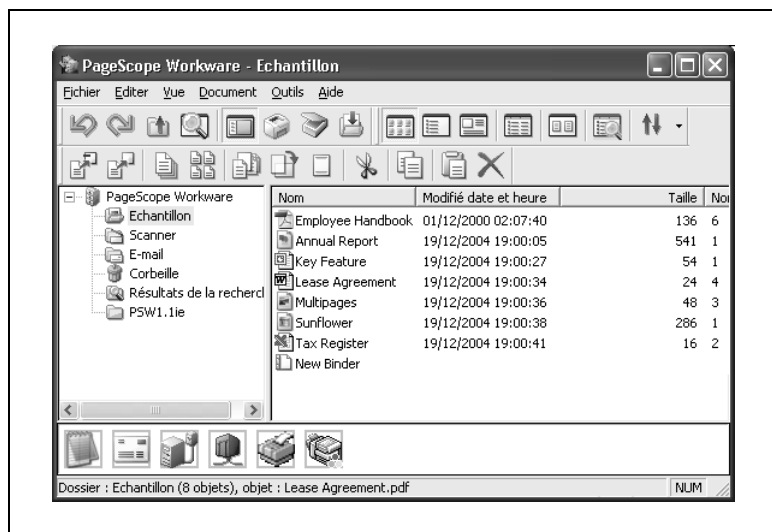 PageScope Workware - Echantillon
Fichier Editer Vue Document Outils Aide
PageScope Workware
Echantillon
Scanner
E-mail
Corbeille
Résultats de la recherc
PSW1.1ie
Nom Modifié date et heure Taille Nor
Employee Handbook 01/12/2000 02:07:40 136 6
Annual Report 19/12/2004 19:00:05 541 1
Key Feature 19/12/2004 19:00:27 54 1
Lease Agreement 19/12/2004 19:00:34 24 4
Multipages 19/12/2004 19:00:36 48 3
Sunflower 19/12/2004 19:00:38 286 1
Tax Register 19/12/2004 19:00:41 16 2
New Binder
Dossier : Echantillon (8 objets), objet : Lease Agreement.pdf NUM